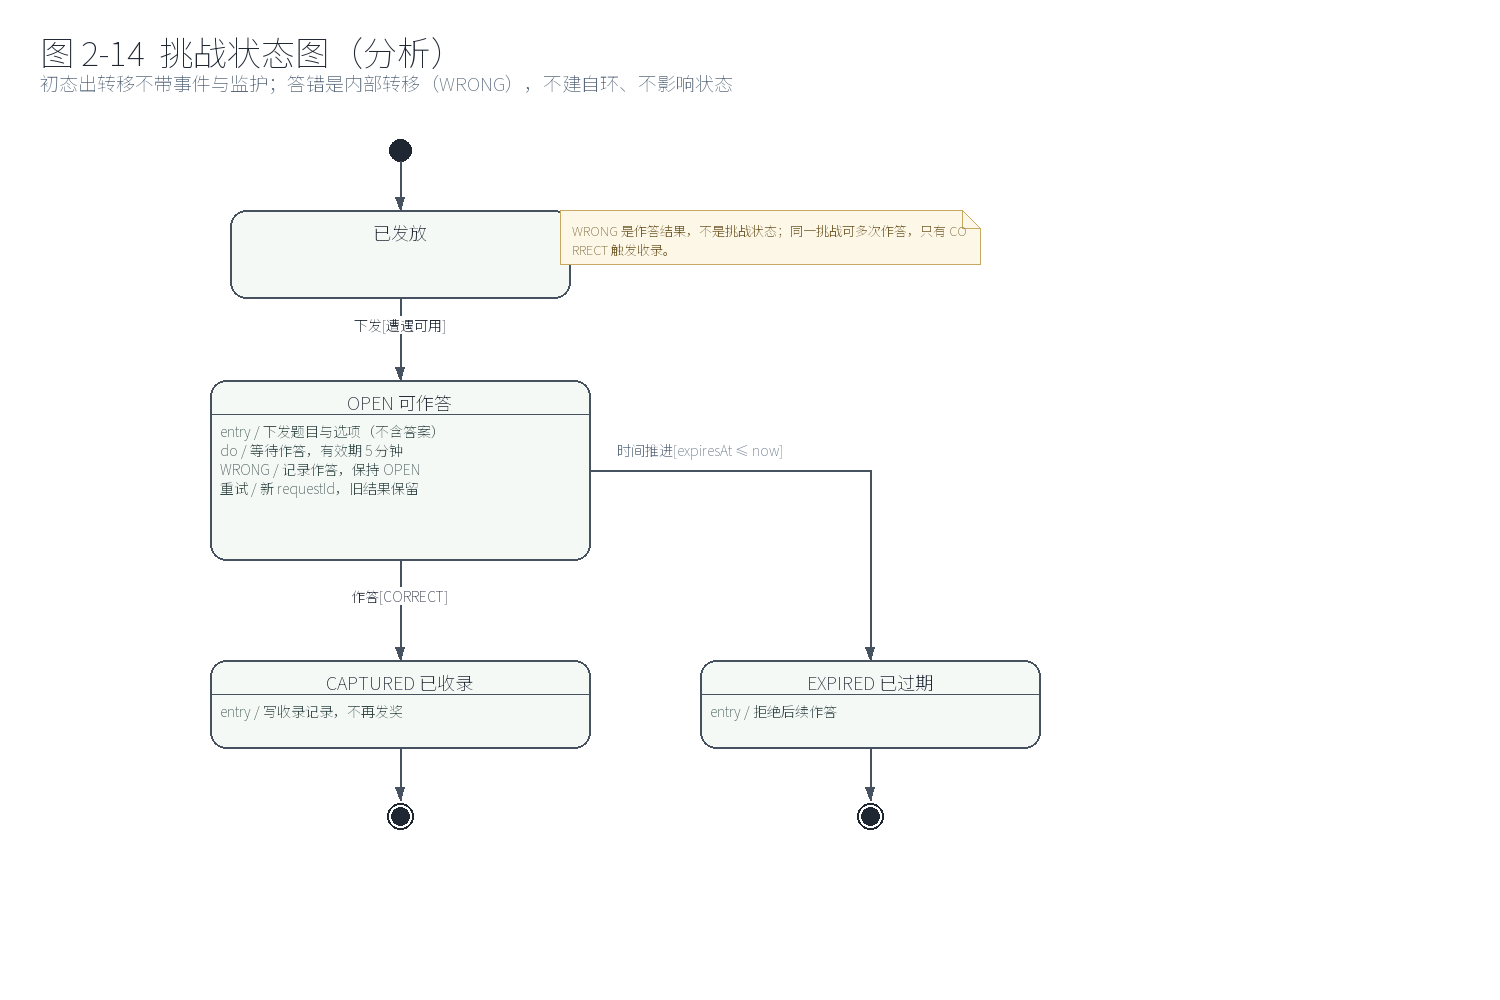 图 2-14 挑战状态图（分析）
初态出转移不带事件与监护；答错是内部转移（WRONG），不建自环、不影响状态
已发放
WRONG 是作答结果，不是挑战状态；同一挑战可多次作答，只有 CO
RRECT 触发收录。
下发[遭遇可用]
OPEN 可作答
entry / 下发题目与选项（不含答案）
do / 等待作答，有效期 5 分钟
WRONG / 记录作答，保持 OPEN
重试 / 新 requestId，旧结果保留
时间推进[expiresAt ≤ now]
作答[CORRECT]
CAPTURED 已收录
entry / 写收录记录，不再发奖
EXPIRED 已过期
entry / 拒绝后续作答